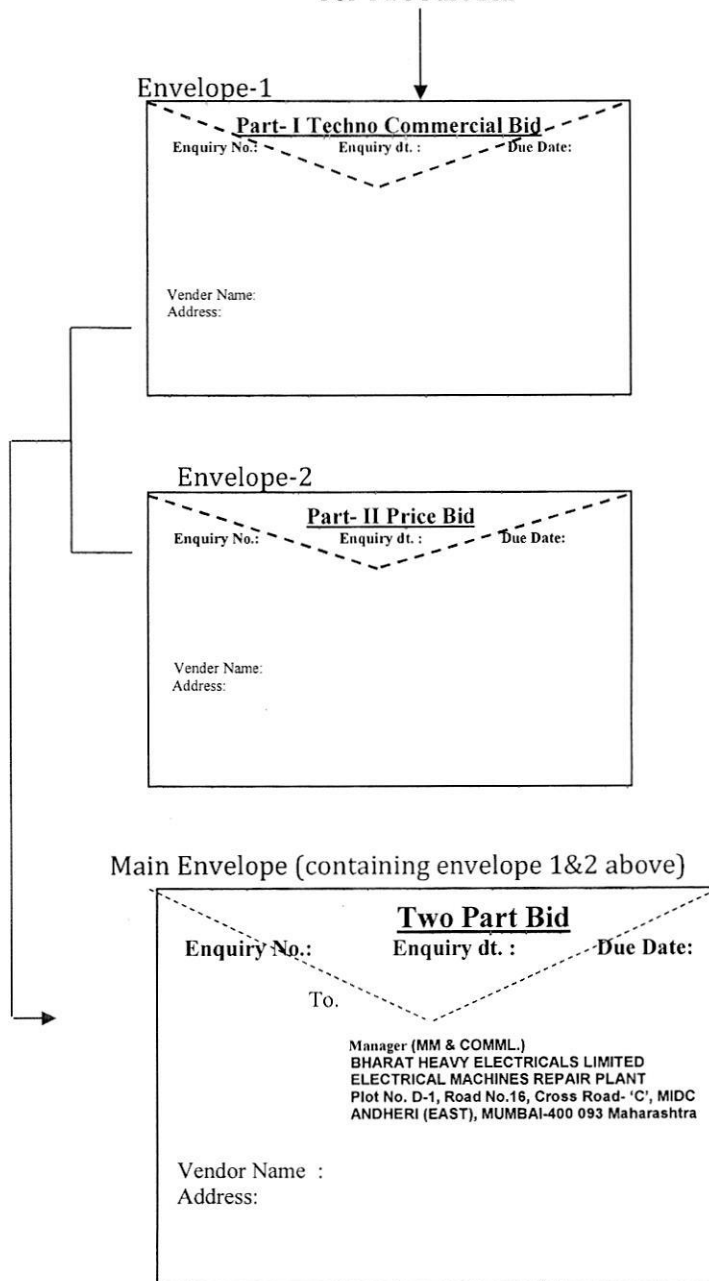 Envelope-1
Part- I Techno Commercial Bid
Enquiry No.: Enquiry dt. : Due Date:
Vender Name:
Address:
Envelope-2
Part- II Price Bid
Enquiry No.: Enquiry dt. : Due Date:
Vender Name:
Address:
Main Envelope (containing envelope 1&2 above)
Two Part Bid
Enquiry No.: Enquiry dt. : Due Date:
To.
Manager (MM & COMML.)
BHARAT HEAVY ELECTRICALS LIMITED
ELECTRICAL MACHINES REPAIR PLANT
Plot No. D-1, Road No.16, Cross Road- ‘C’, MIDC
ANDHERI (EAST), MUMBAI-400 093 Maharashtra
Vendor Name :
Address: